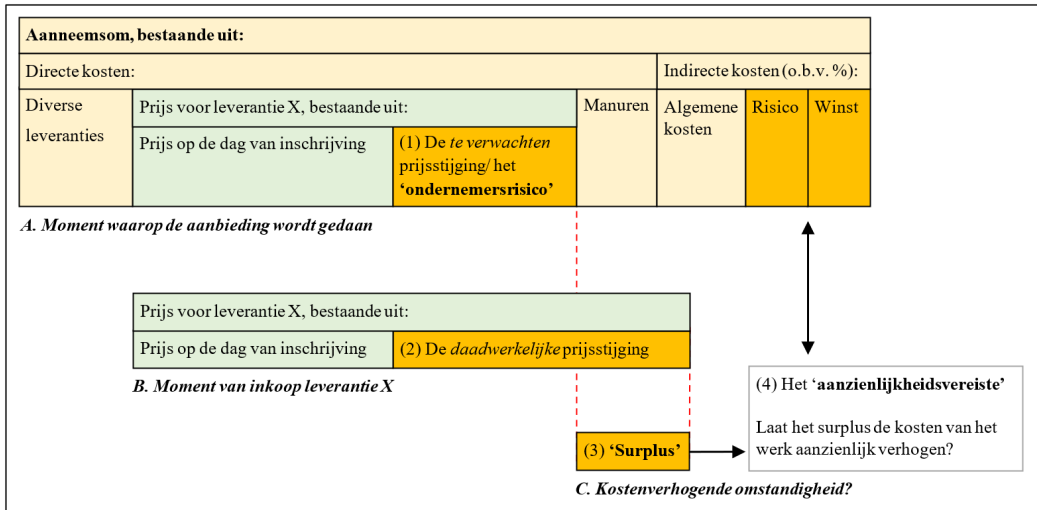 Aanneemsom, bestaande uit:
Directe kosten:
Indirecte kosten (o.b.v. %):
Diverse
leveranties
Prijs voor leverantie X, bestaande uit:
Prijs op de dag van inschrijving
(1) De te verwachten
prijsstijging/ het
‘ondernemersrisico’
Manuren
Algemene
kosten
Risico
Winst
A. Moment waarop de aanbieding wordt gedaan
Prijs voor leverantie X, bestaande uit:
Prijs op de dag van inschrijving
(2) De daadwerkelijke prijsstijging
B. Moment van inkoop leverantie X
(3) ‘Surplus’
C. Kostenverhogende omstandigheid?
(4) Het ‘aanzienlijkheidsvereiste’
Laat het surplus de kosten van het
werk aanzienlijk verhogen?